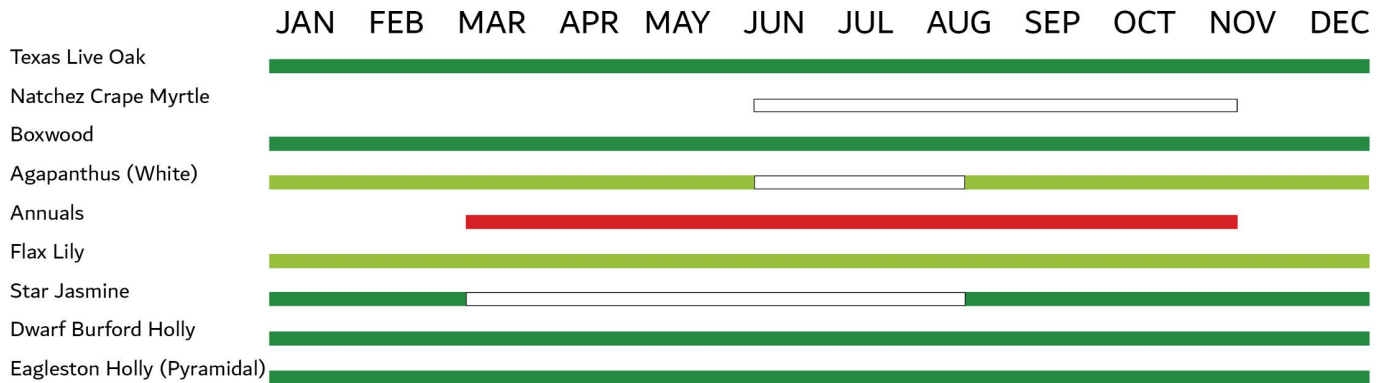 JAN FEB MAR APR MAY JUN JUL AUG SEP OCT NOV DEC
Texas Live Oak
Natchez Crape Myrtle
Boxwood
Agapanthus (White)
Annuals
Flax Lily
Star Jasmine
Dwarf Burford Holly
Eagleston Holly (Pyramidal)